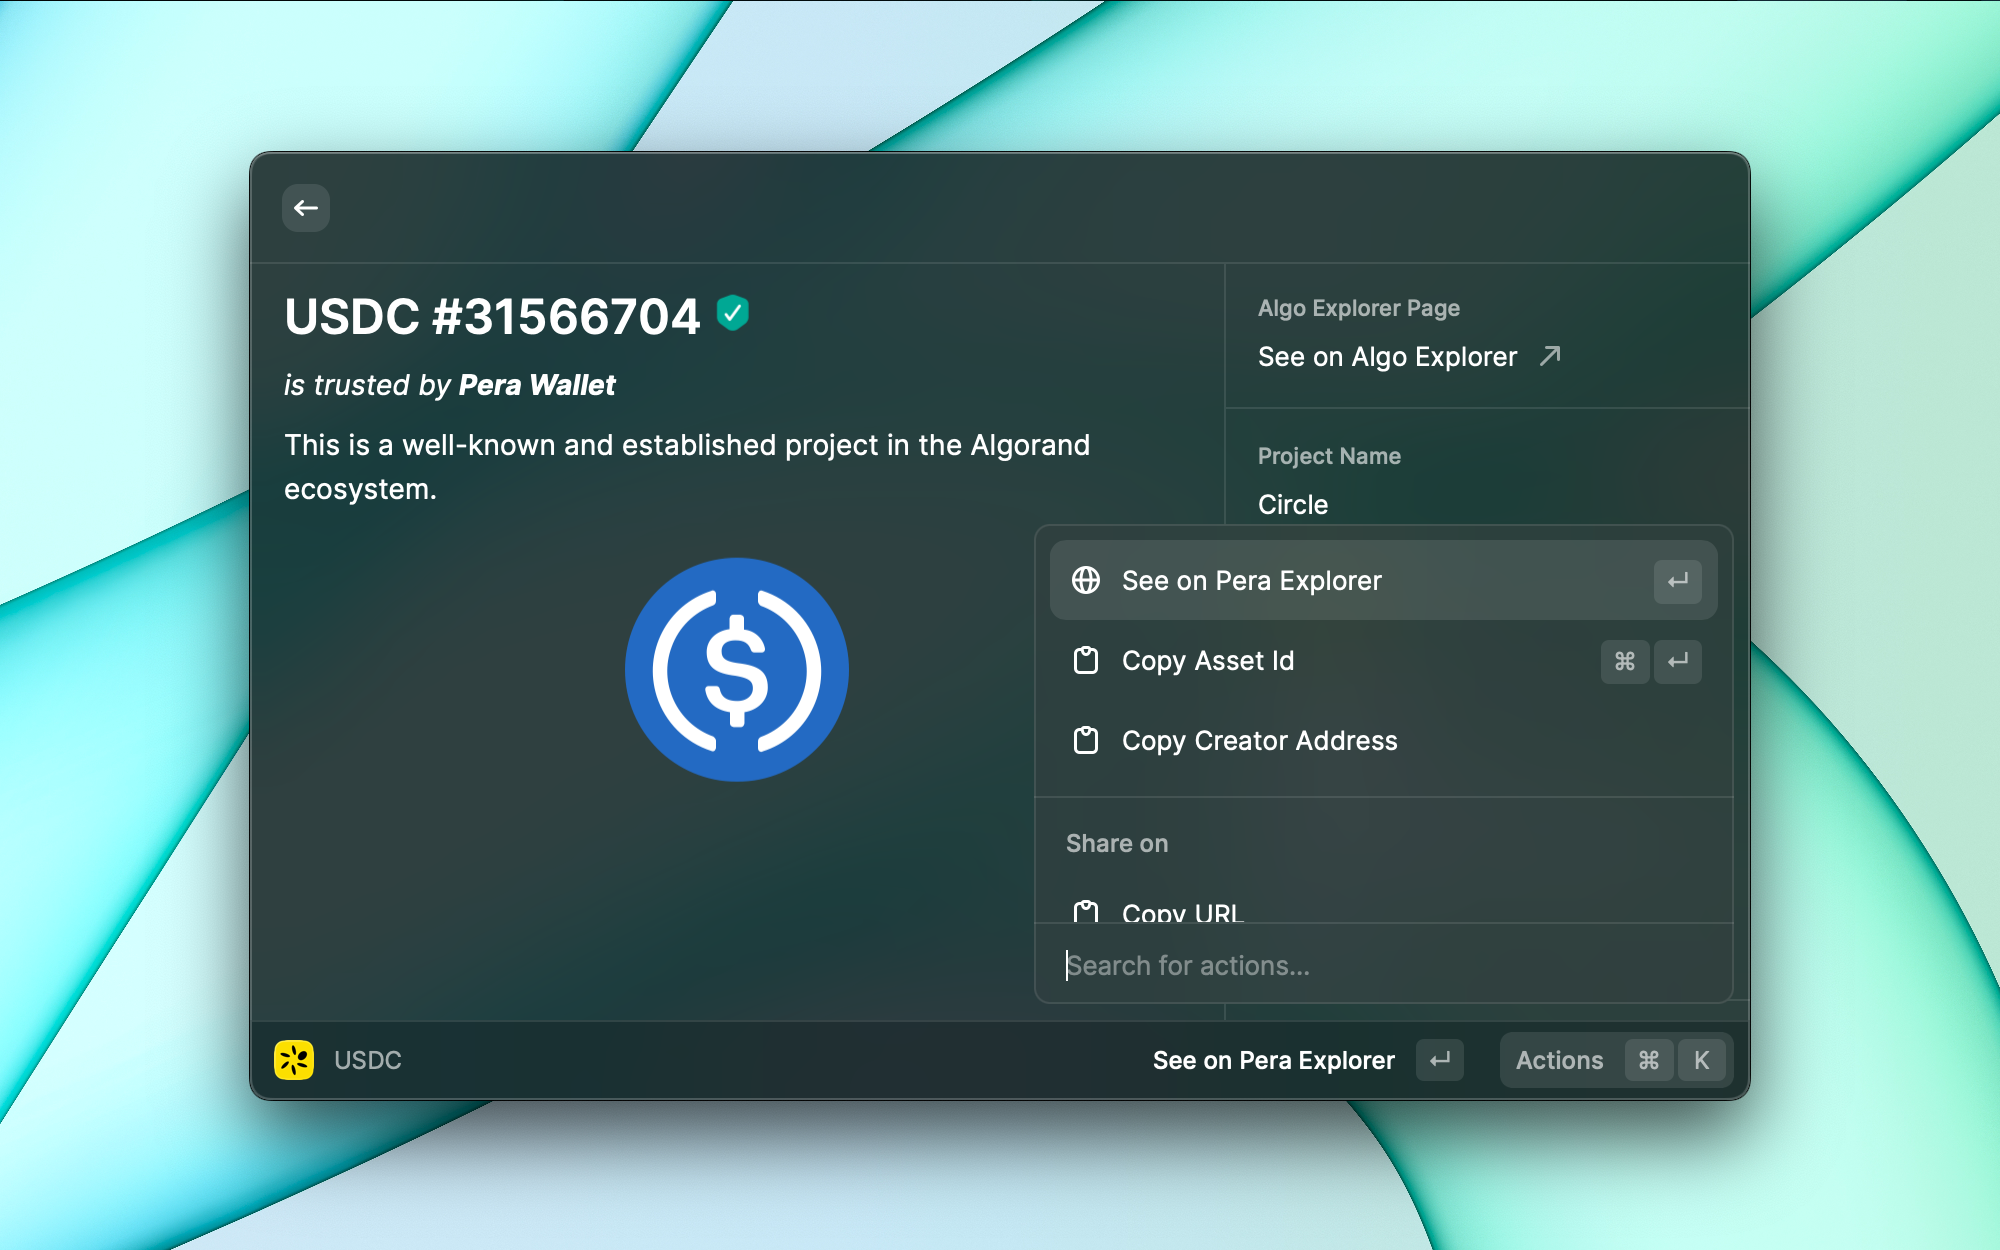 USDC #31566704
is trusted by Pera Wallet
This is a well-known and established project in the Algorand
ecosystem.
Algo Explorer Page
See on Algo Explorer
Project Name
Circle
See on Pera Explorer
Copy Asset Id
⌘
Copy Creator Address
Share on
Copy URL
Search for actions...
USDC
See on Pera Explorer
Actions ⌘ K